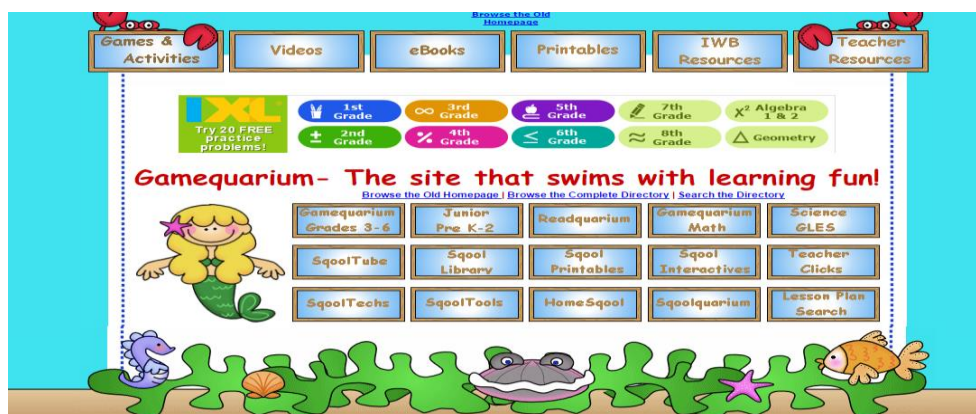 Browse the Old
Homepage
Games &
Activities
Videos
eBooks
Printables
IWB
Resources
Teacher
Resources
IXL
Try 20 FREE
practice
problems!
1st
Grade
3rd
Grade
5th
Grade
7th
Grade
x² Algebra
1 & 2
2nd
Grade
4th
Grade
6th
Grade
8th
Grade
Geometry
Gamequarium- The site that swims with learning fun!
Browse the Old Homepage | Browse the Complete Directory | Search the Directory
Gamequarium
Grades 3-6
Junior
Pre K-2
Readquarium
Gamequarium
Math
Science
GLES
SqoolTube
Sqool
Library
Sqool
Printables
Sqool
Interactives
Teacher
Clicks
SqoolTechs
SqoolTools
HomeSqool
Sqoolquarium
Lesson Plan
Search